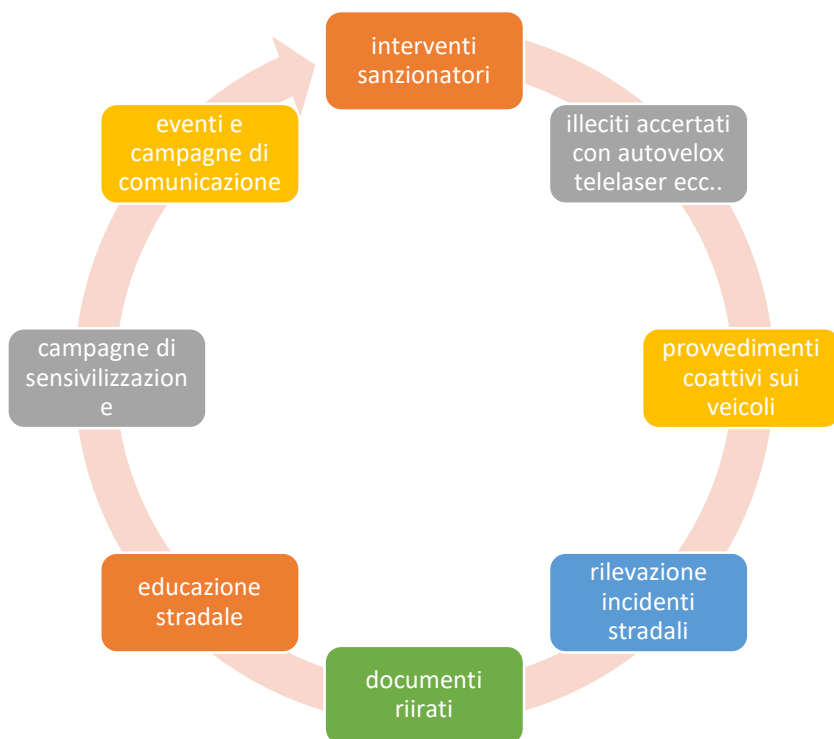 interventi
sanzionatori
illeciti accertati
con autovelox
telelaser ecc..
provvedimenti
coattivi sui
veicoli
rilevazione
incidenti
stradali
documenti
riirati
educazione
stradale
campagne di
sensivilizzazion
e
eventi e
campagne di
comunicazione